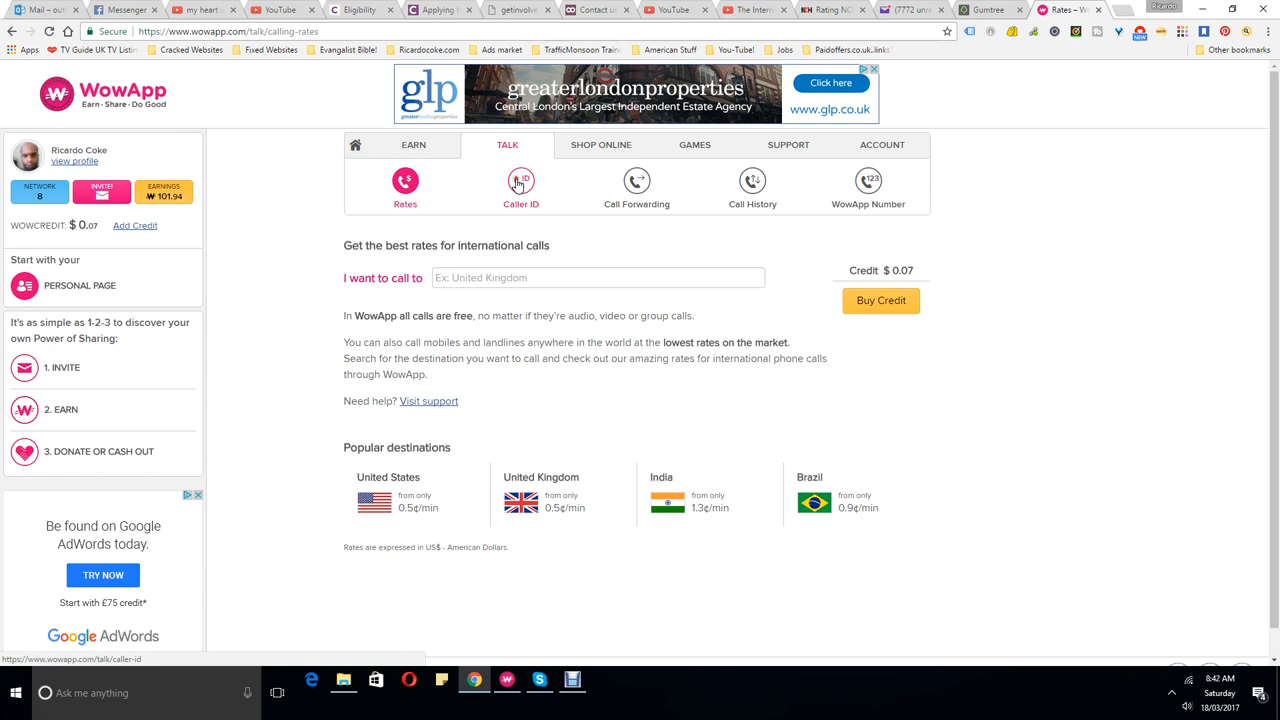 Mail – out
Messenger
my heart
YouTube
Eligibility
Applying f
getinvolve
Contact us
YouTube
The Intern
Rating NC
(7772 unre
Gumtree
Rates – W
Ricardo
Secure | https://www.wowapp.com/talk/calling-rates
Apps
TV Guide UK TV Listin
Cracked Websites
Fixed Websites
Evangalist Bible!
Ricardocoke.com
Ads market
TrafficMonsoon Train
American Stuff
You-Tube!
Jobs
Paidoffers.co.uk..links
Other bookmarks
WowApp
Earn · Share · Do Good
glp
greaterlondonproperties
Central London's Largest Independent Estate Agency
Click here
www.glp.co.uk
Ricardo Coke
view profile
NETWORK
8
INVITE!
EARNINGS
101.94
WOWCREDIT: $ 0.07 Add Credit
Start with your
PERSONAL PAGE
It's as simple as 1-2-3 to discover your
own Power of Sharing:
1. INVITE
2. EARN
3. DONATE OR CASH OUT
Be found on Google
AdWords today.
TRY NOW
Start with £75 credit*
Google AdWords
EARN
TALK
SHOP ONLINE
GAMES
SUPPORT
ACCOUNT
Rates
Caller ID
Call Forwarding
Call History
WowApp Number
Get the best rates for international calls
I want to call to
Ex: United Kingdom
Credit $ 0.07
Buy Credit
In WowApp all calls are free, no matter if they're audio, video or group calls.
You can also call mobiles and landlines anywhere in the world at the lowest rates on the market.
Search for the destination you want to call and check out our amazing rates for international phone calls
through WowApp.
Need help? Visit support
Popular destinations
United States
from only
0.5¢/min
United Kingdom
from only
0.5¢/min
India
from only
1.3¢/min
Brazil
from only
0.9¢/min
Rates are expressed in US$ - American Dollars.
https://www.wowapp.com/talk/caller-id
Ask me anything
8:42 AM
Saturday
18/03/2017